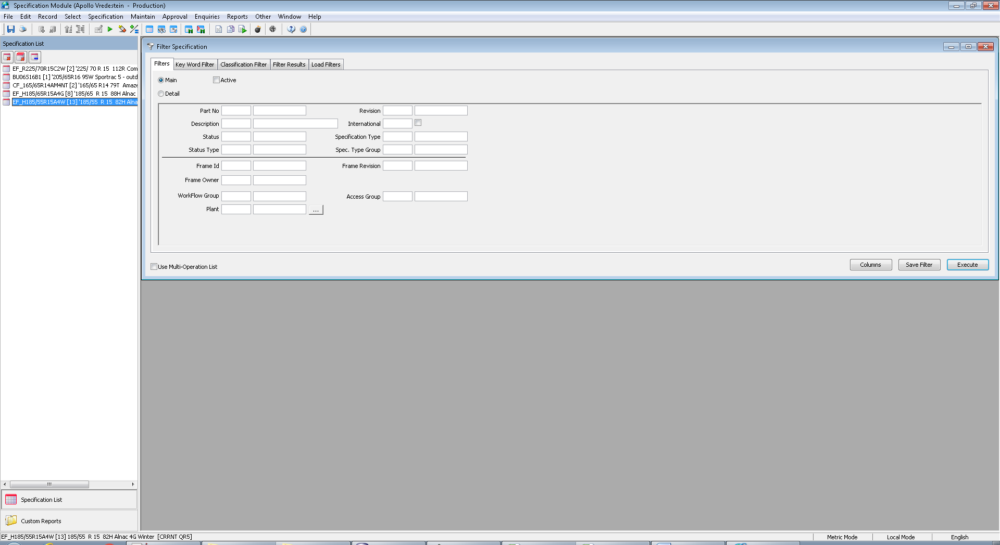 Specification Module (Apollo Vredestein  -  Production)
File Edit Record Select Specification Maintain Approval Enquiries Reports Other Window Help
Specification List
EF_R225/70R15C2W [2] '225/ 70 R 15  112R Com
BU06S16B1 [1] '205/65R16 95W Sportrac 5 - outd
CF_165/65R14AM4NT [2] '165/65 R14 79T  Amaze
EF_H185/65R15A4G [8] '185/65  R 15  88H Alnac
EF_H185/55R15A4W [13] '185/55  R 15  82H Alna
Filter Specification
Filters Key Word Filter Classification Filter Filter Results Load Filters
Main Active
Detail
Part No Revision
Description International
Status Specification Type
Status Type Spec. Type Group
Frame Id Frame Revision
Frame Owner
WorkFlow Group Access Group
Plant ...
Use Multi-Operation List Columns Save Filter Execute
Specification List
Custom Reports
EF_H185/55R15A4W [13] 185/55  R 15  82H Alnac 4G Winter  [CRRNT QR5] Metric Mode Local Mode English